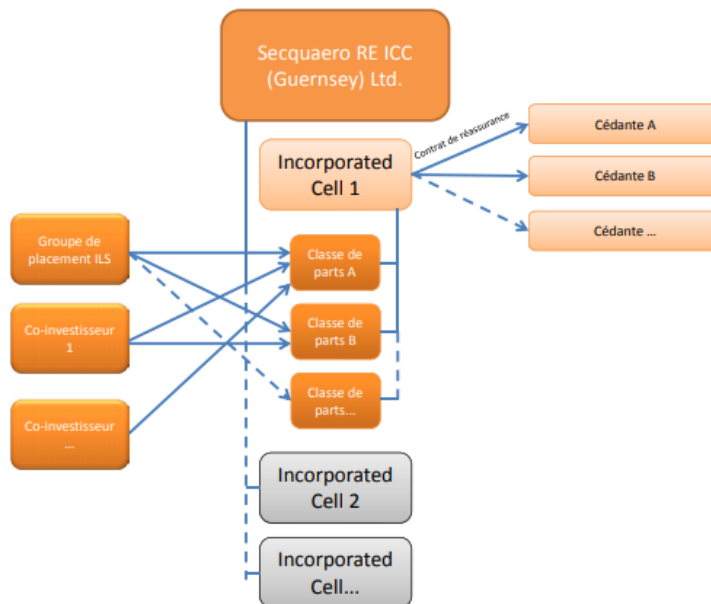 Secquaero RE ICC
(Guernsey) Ltd.
Contrat de réassurance
Cédante A
Incorporated
Cell 1
Cédante B
Cédante ...
Groupe de
placement ILS
Classe de
parts A
Co-investisseur
1
Classe de
parts B
Co-investisseur
...
Classe de
parts...
Incorporated
Cell 2
Incorporated
Cell...